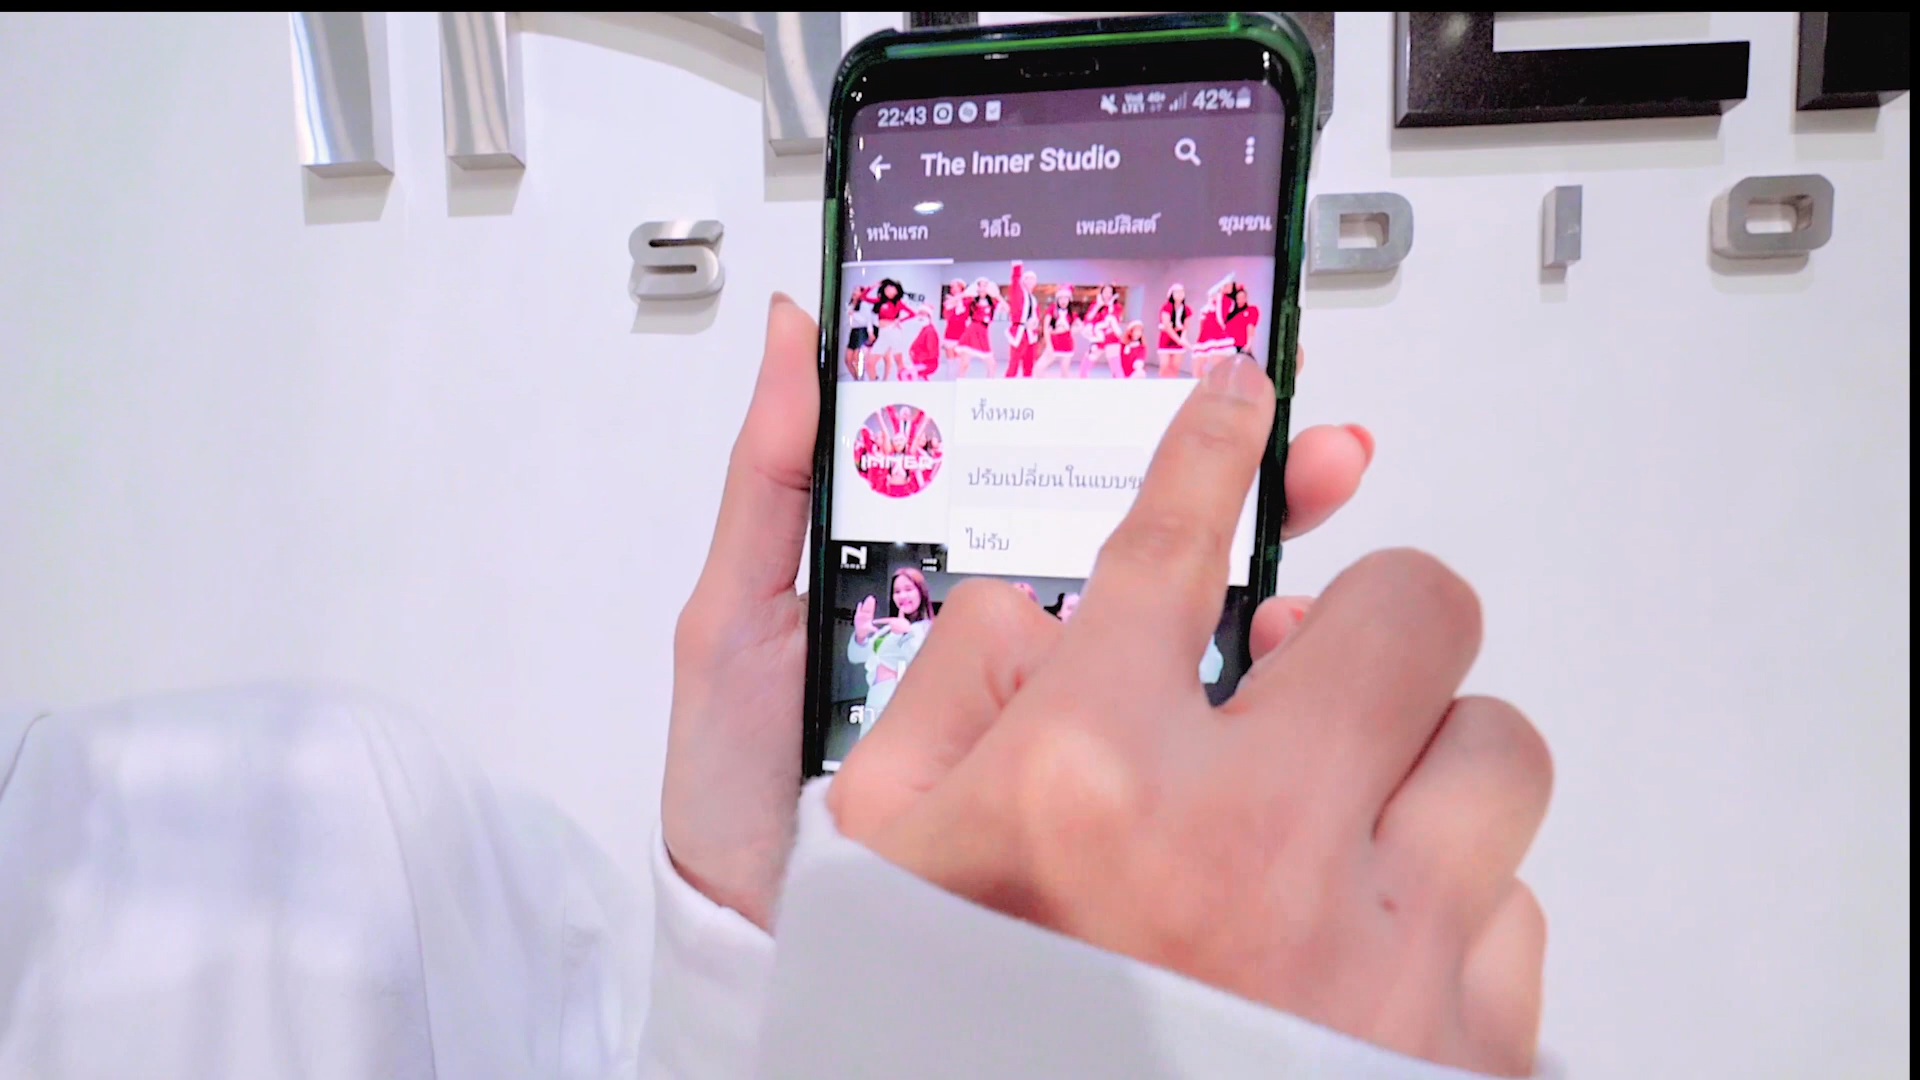 22:43
42%
The Inner Studio
หน้าแรก วิดีโอ เพลย์ลิสต์ ชุมชน
ทั้งหมด
INNER
ปรับเปลี่ยนในแบบข
ไม่รับ
N
S D I O